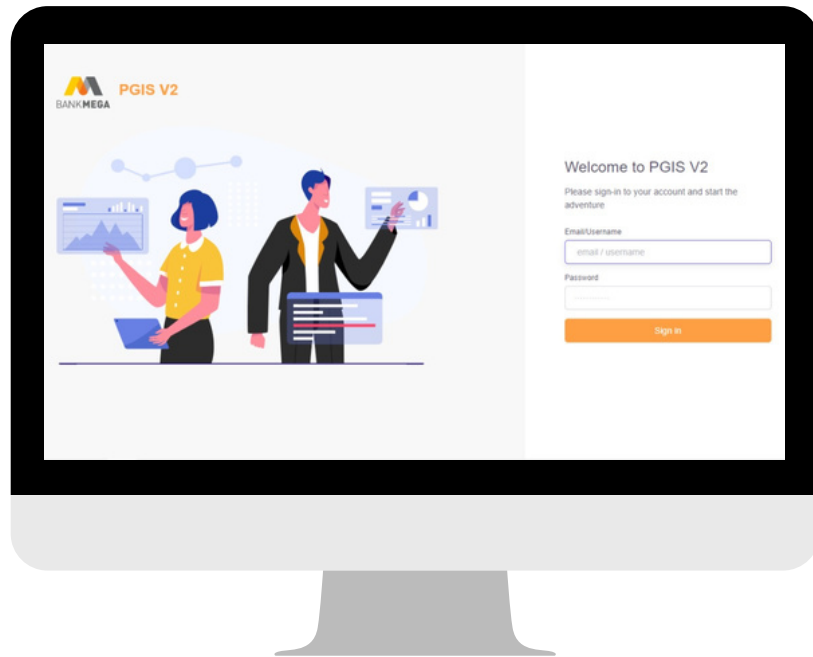 PGIS V2
BANKMEGA
Welcome to PGIS V2
Please sign-in to your account and start the
adventure
Email/Username
email / username
Password
Sign in